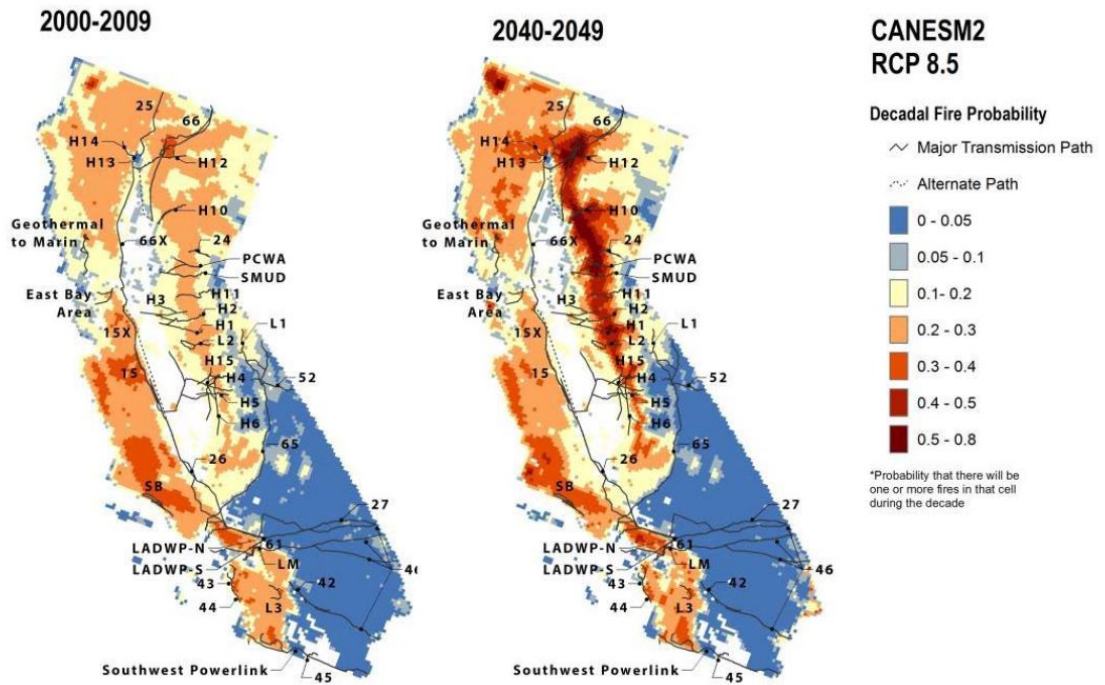 2000-2009
25
66
H14
H13
H12
H10
Geothermal
to Marin
66X
24
PCWA
SMUD
East Bay
Area
H3
H11
H2
H1
L1
15X
L2
H15
15
H4
52
H5
H6
65
26
SB
27
LADWP-N
61
LADWP-S
LM
43
42
44
L3
Southwest Powerlink
45
2040-2049
25
66
H14
H13
H12
H10
Geothermal
to Marin
66X
24
PCWA
SMUD
East Bay
Area
H3
H11
H2
H1
L1
15X
L2
H15
15
H4
52
H5
H6
65
26
SB
27
LADWP-N
61
LADWP-S
LM
46
43
42
44
L3
Southwest Powerlink
45
CANESM2
RCP 8.5
Decadal Fire Probability
Major Transmission Path
Alternate Path
0 - 0.05
0.05 - 0.1
0.1- 0.2
0.2 - 0.3
0.3 - 0.4
0.4 - 0.5
0.5 - 0.8
*Probability that there will be
one or more fires in that cell
during the decade